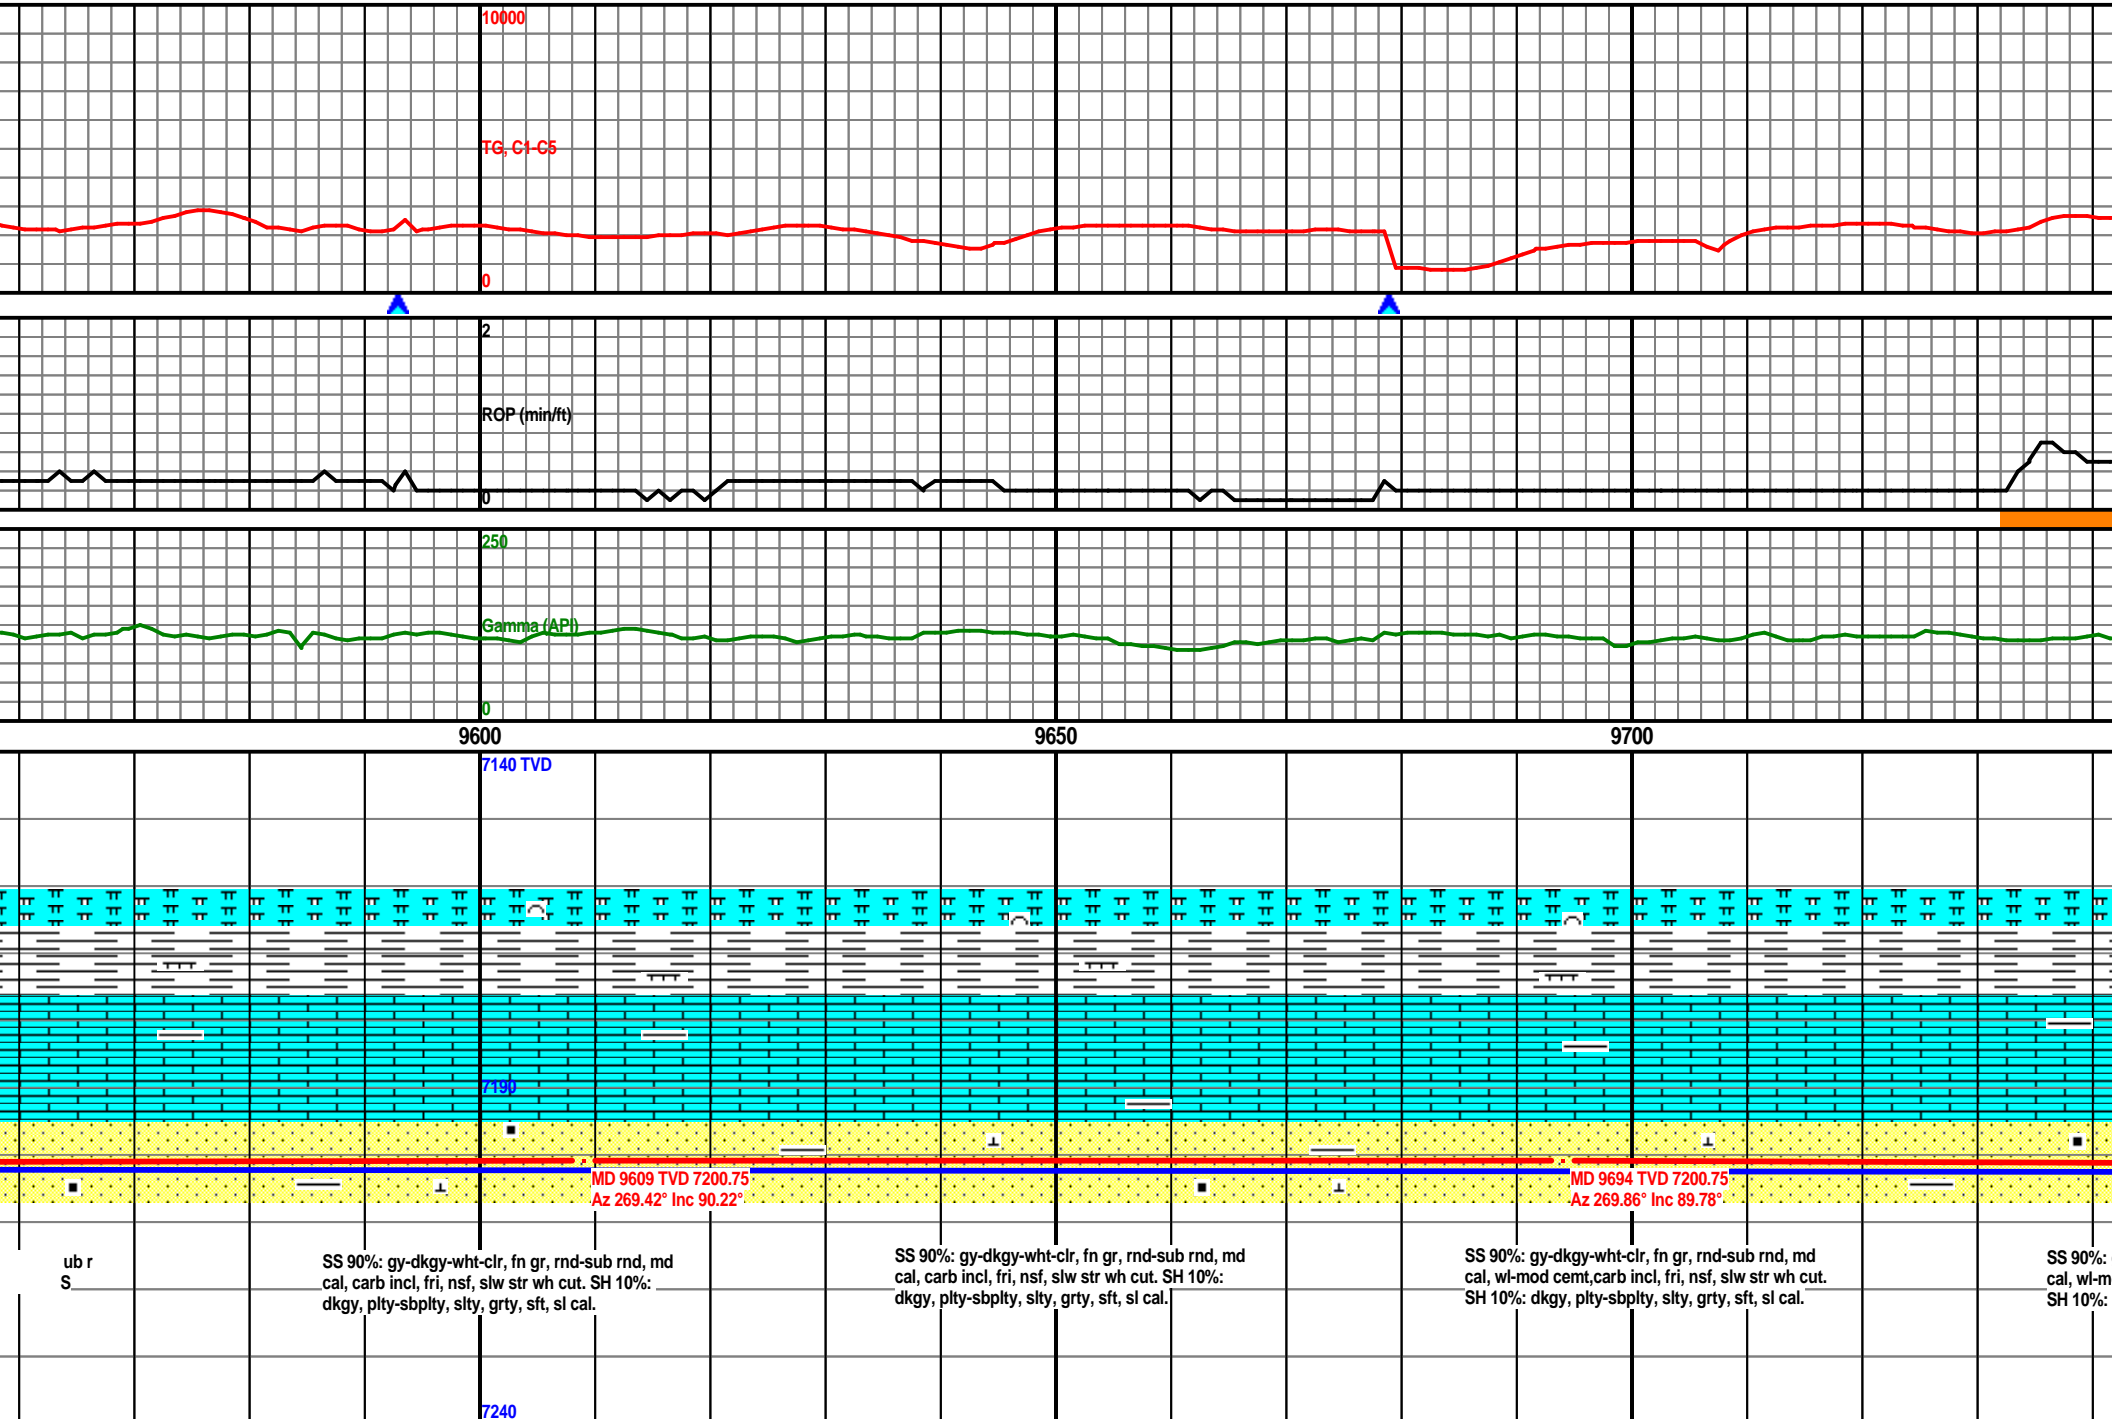 10000
TG, C1-C5
0
2
ROP (min/ft)
0
250
Gamma (API)
0
9600 9650 9700
7140 TVD
7190
MD 9609 TVD 7200.75
Az 269.42° Inc 90.22°
MD 9694 TVD 7200.75
Az 269.86° Inc 89.78°
ub r
S
SS 90%: gy-dkgy-wht-clr, fn gr, rnd-sub rnd, md
cal, carb incl, fri, nsf, slw str wh cut. SH 10%:
dkgy, plty-sbplty, slty, grty, sft, sl cal.
SS 90%: gy-dkgy-wht-clr, fn gr, rnd-sub rnd, md
cal, carb incl, fri, nsf, slw str wh cut. SH 10%:
dkgy, plty-sbplty, slty, grty, sft, sl cal.
SS 90%: gy-dkgy-wht-clr, fn gr, rnd-sub rnd, md
cal, wl-mod cemt,carb incl, fri, nsf, slw str wh cut.
SH 10%: dkgy, plty-sbplty, slty, grty, sft, sl cal.
SS 90%:
cal, wl-m
SH 10%:
7240